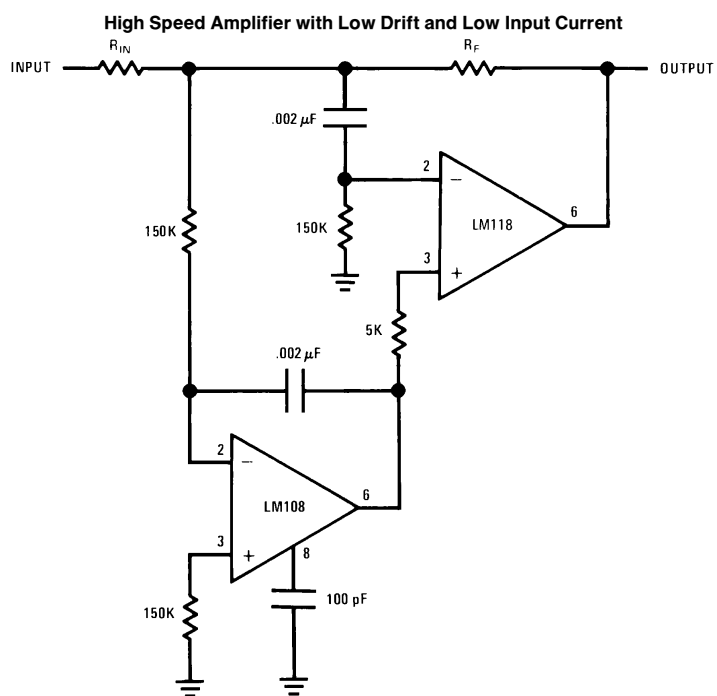 High Speed Amplifier with Low Drift and Low Input Current
RIN
RF
INPUT
OUTPUT
.002 μF
2
−
6
150K
150K
LM118
3
+
5K
.002 μF
2
−
6
LM108
3
+
8
150K
100 pF